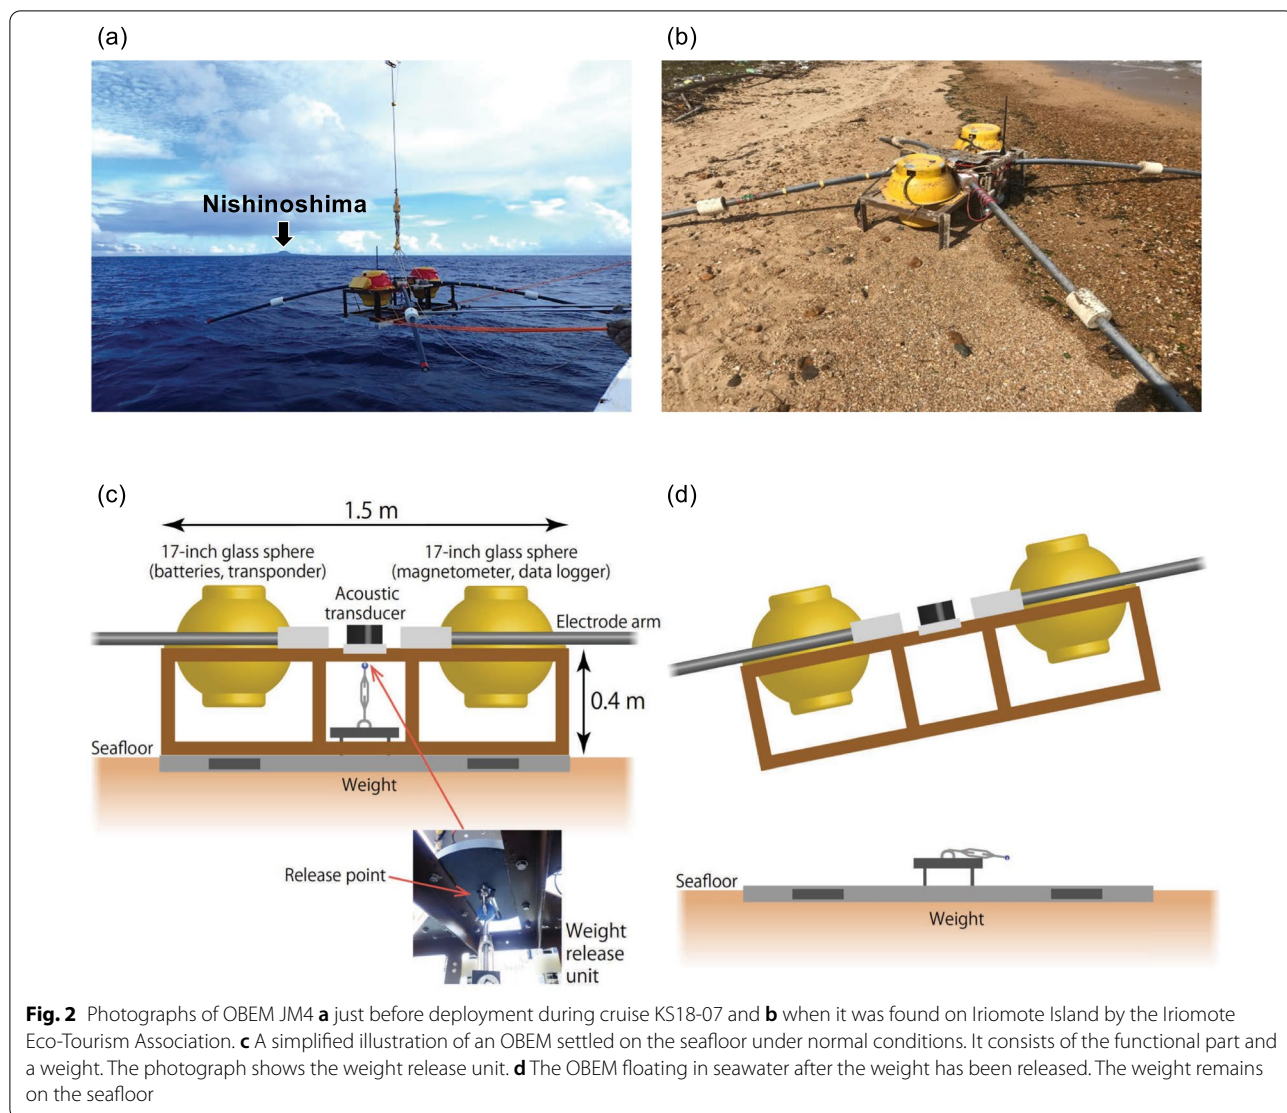 (a)
(b)
Nishinoshima
(c)
(d)
1.5 m
17-inch glass sphere
(batteries, transponder)
17-inch glass sphere
(magnetometer, data logger)
Acoustic
transducer
Electrode arm
0.4 m
Seafloor
Weight
Release point
Weight
release
unit
Seafloor
Weight
Fig. 2 Photographs of OBEM JM4 a just before deployment during cruise KS18-07 and b when it was found on Iriomote Island by the Iriomote
Eco-Tourism Association. c A simplified illustration of an OBEM settled on the seafloor under normal conditions. It consists of the functional part and
a weight. The photograph shows the weight release unit. d The OBEM floating in seawater after the weight has been released. The weight remains
on the seafloor